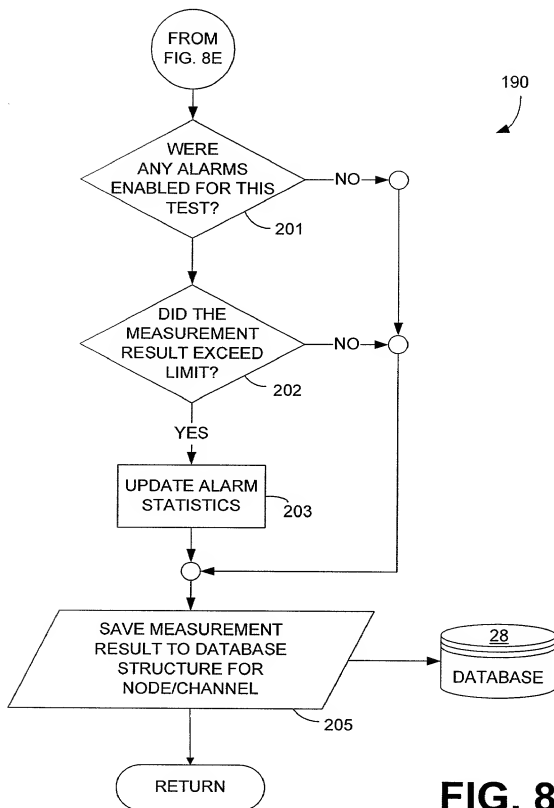 FROM
FIG. 8E
190
WERE
ANY ALARMS
ENABLED FOR THIS
TEST?
NO
201
DID THE
MEASUREMENT
RESULT EXCEED
LIMIT?
NO
202
YES
UPDATE ALARM
STATISTICS
203
SAVE MEASUREMENT
RESULT TO DATABASE
STRUCTURE FOR
NODE/CHANNEL
205
28
DATABASE
RETURN
FIG. 8